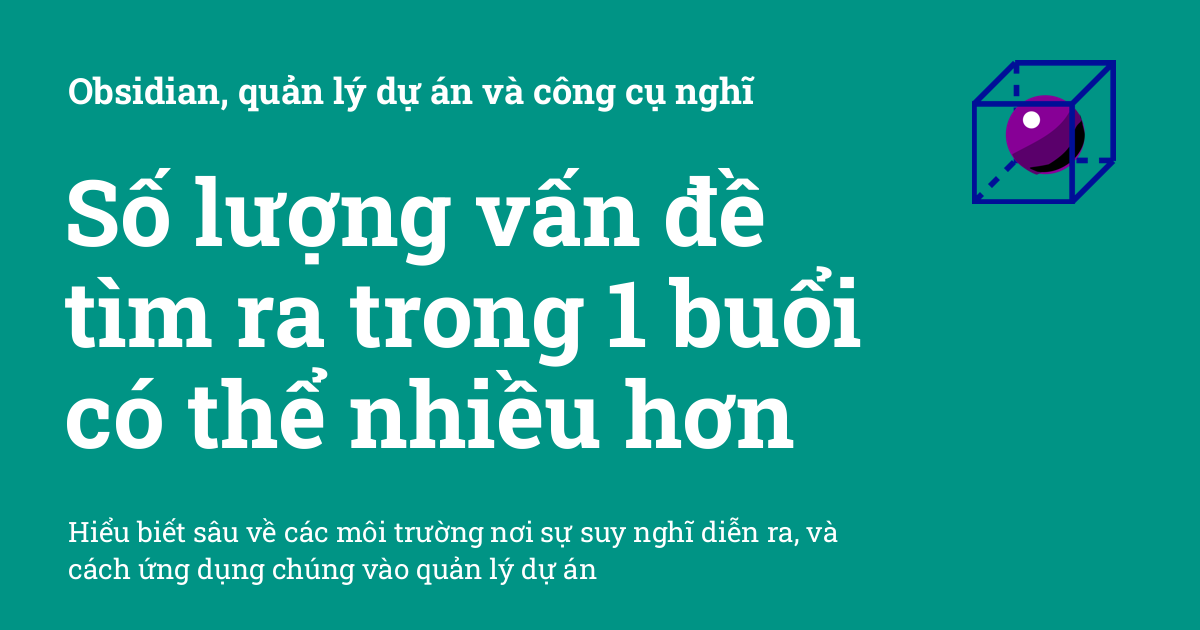 Obsidian, quản lý dự án và công cụ nghĩ
Số lượng vấn đề
tìm ra trong 1 buổi
có thể nhiều hơn
Hiểu biết sâu về các môi trường nơi sự suy nghĩ diễn ra, và
cách ứng dụng chúng vào quản lý dự án